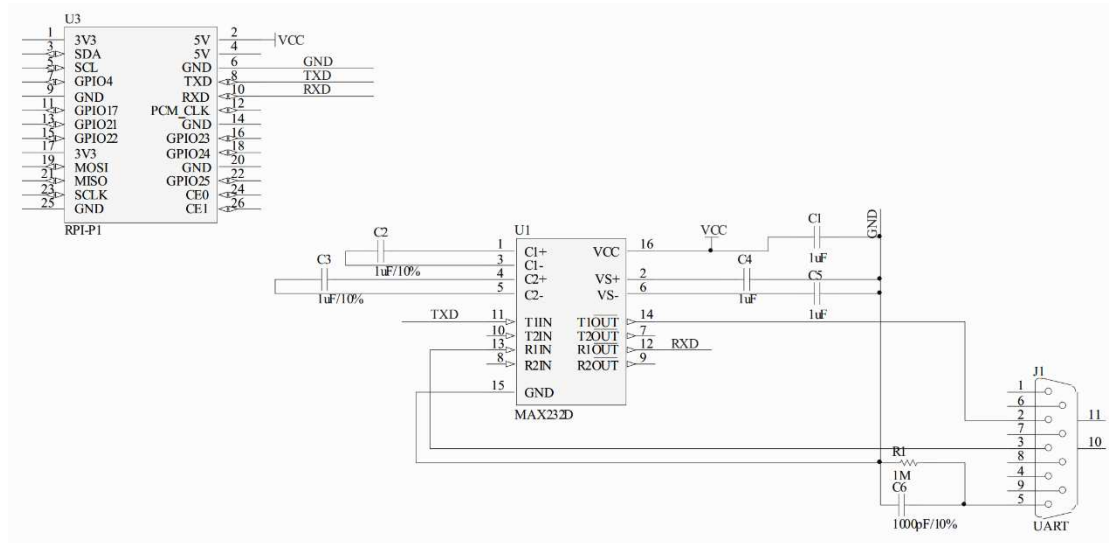 U3
1 3V3 5V 2 VCC
3 SDA 5V 4
5 SCL GND 6 GND
7 GPIO4 TXD 8 TXD
9 GND RXD 10 RXD
11 GPIO17 PCM_CLK 12
13 GPIO21 GND 14
15 GPIO22 GPIO23 16
17 3V3 GPIO24 18
19 MOSI GND 20
21 MISO GPIO25 22
23 SCLK CE0 24
25 GND CE1 26
RPI-P1
C2
1uF/10%
C3
1uF/10%
U1
1 C1+ VCC 16
3 C1-
4 C2+ VS+ 2
5 C2- VS- 6
TXD 11 T1IN T1OUT 14
10 T2IN T2OUT 7
13 R1IN R1OUT 12 RXD
8 R2IN R2OUT 9
15 GND
MAX232D
VCC
C1
1uF
GND
C4
1uF
C5
1uF
R1
1M
C6
1000pF/10%
J1
1
6
2
7
3
8
4
9
5
11
10
UART